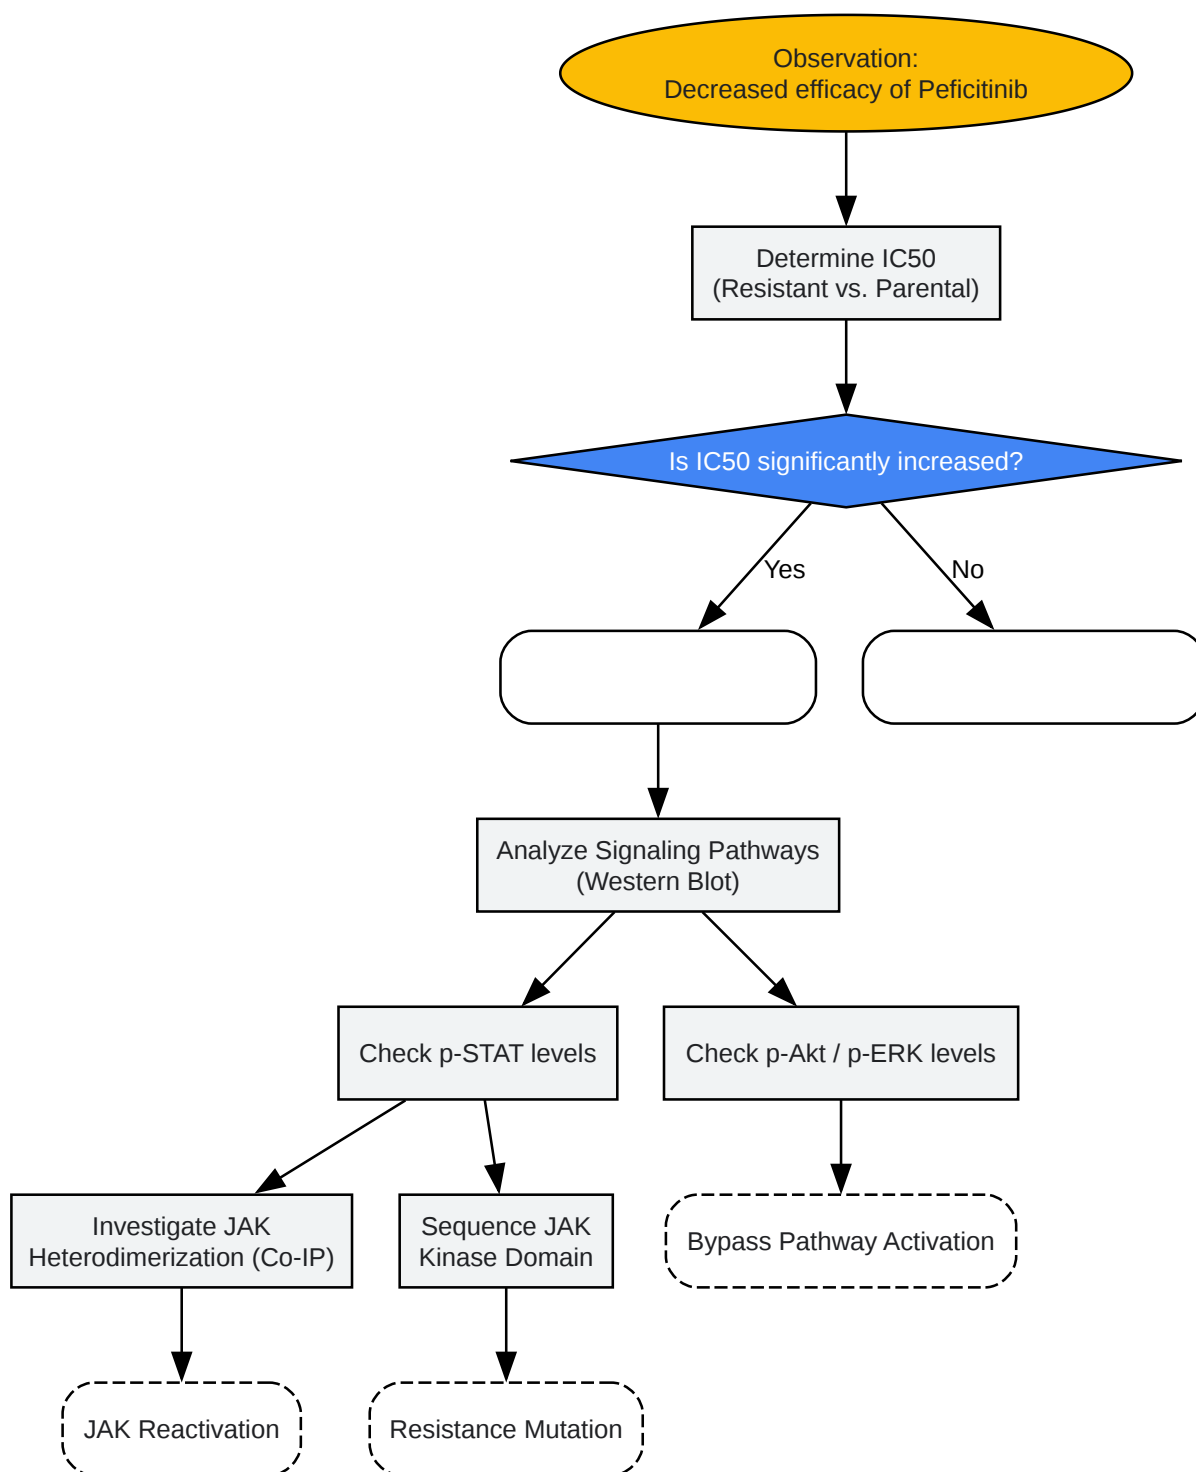 Observation:
Decreased efficacy of Peficitinib
Determine IC50
(Resistant vs. Parental)
Is IC50 significantly increased?
Yes
No
Analyze Signaling Pathways
(Western Blot)
Check p-STAT levels
Check p-Akt / p-ERK levels
Investigate JAK
Heterodimerization (Co-IP)
Sequence JAK
Kinase Domain
Bypass Pathway Activation
JAK Reactivation
Resistance Mutation